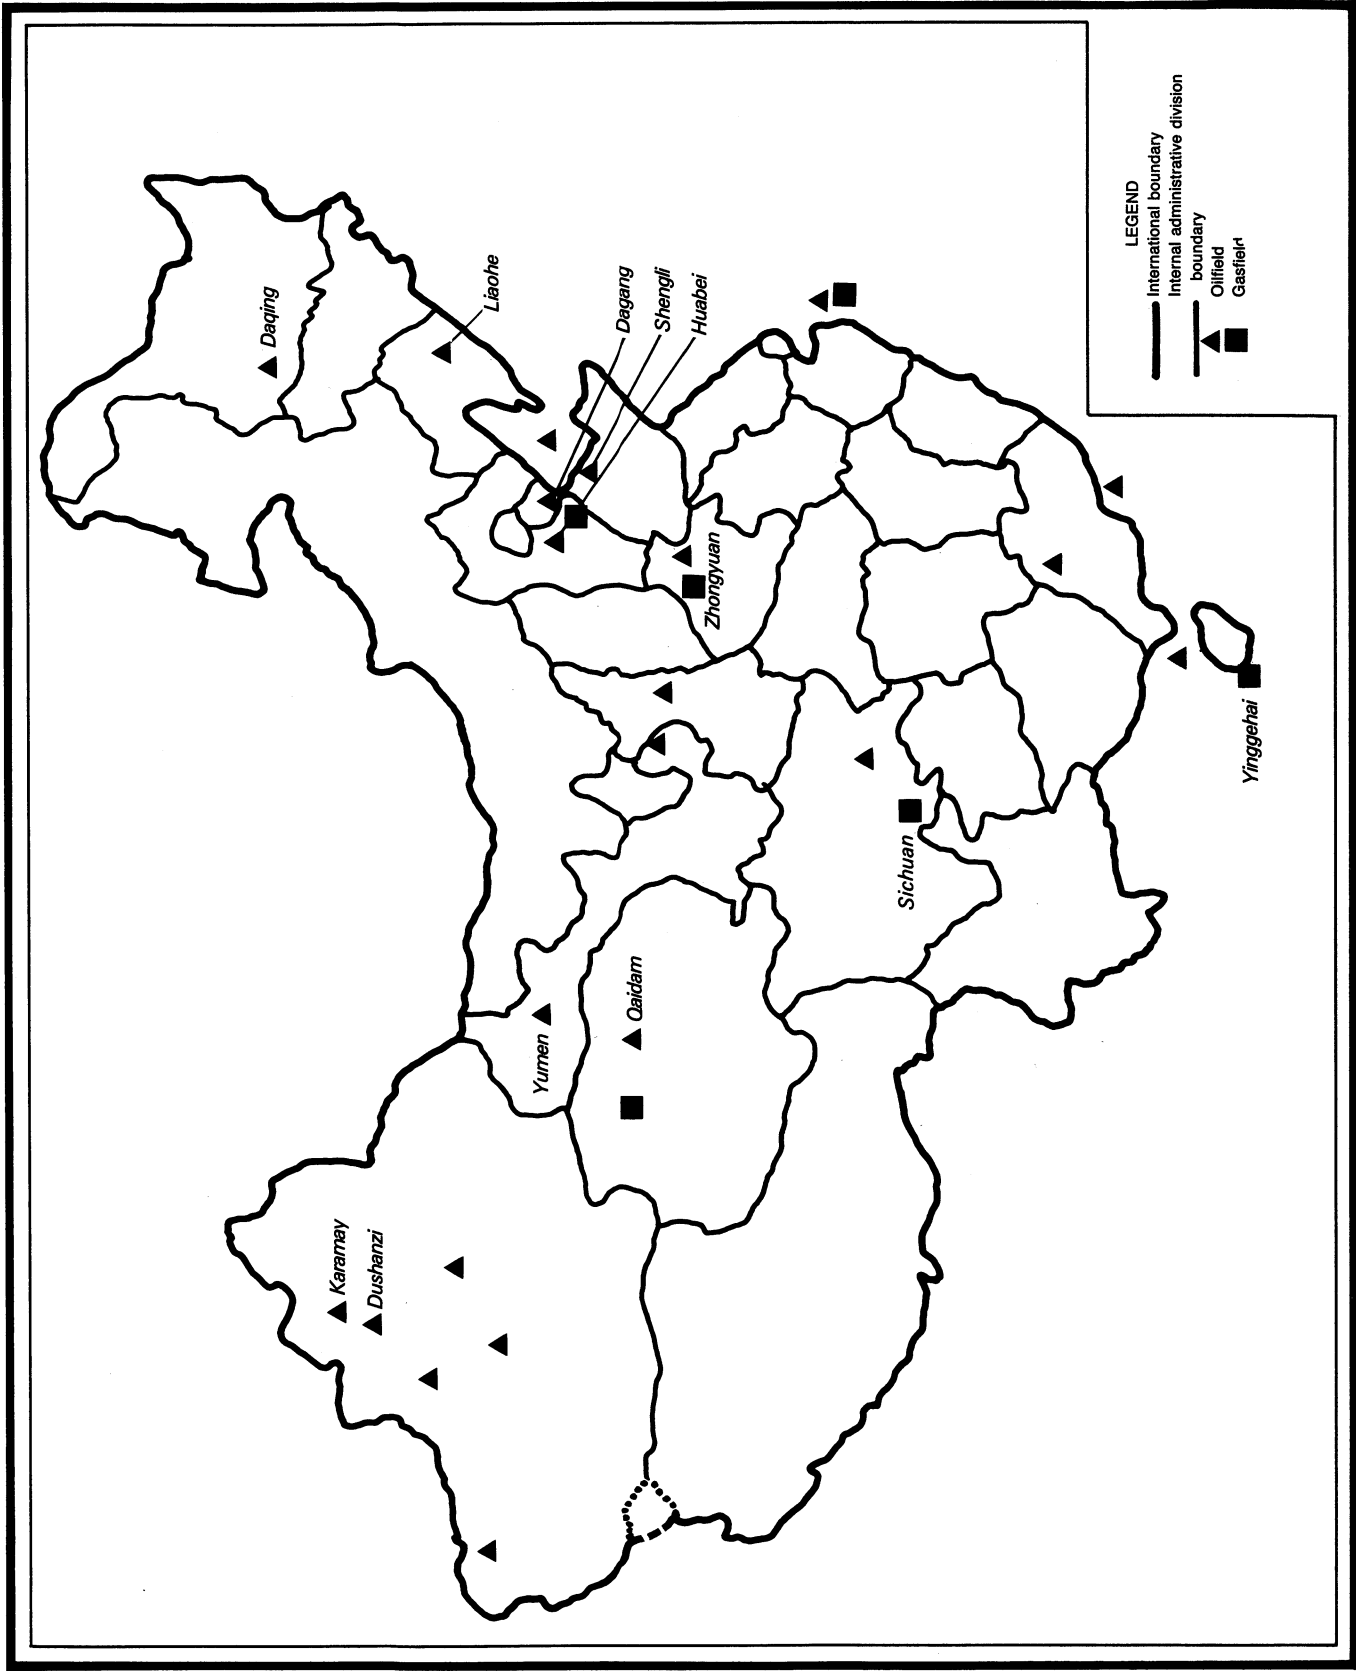 LEGEND
International boundary
Internal administrative division
boundary
Oilfield
Gasfield
Daqing
Liaohe
Dagang
Shengli
Huabei
Zhongyuan
Yinggehai
Sichuan
Qaidam
Yumen
Karamay
Dushanzi